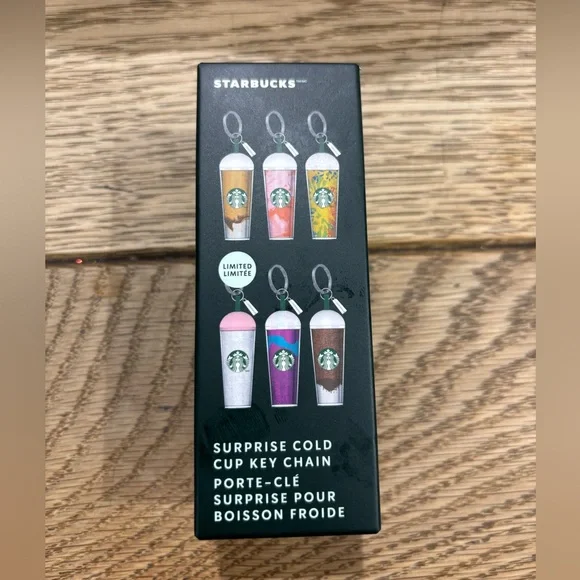 STARBUCKS
LIMITED
LIMITÉE
SURPRISE COLD
CUP KEY CHAIN
PORTE-CLÉ
SURPRISE POUR
BOISSON FROIDE